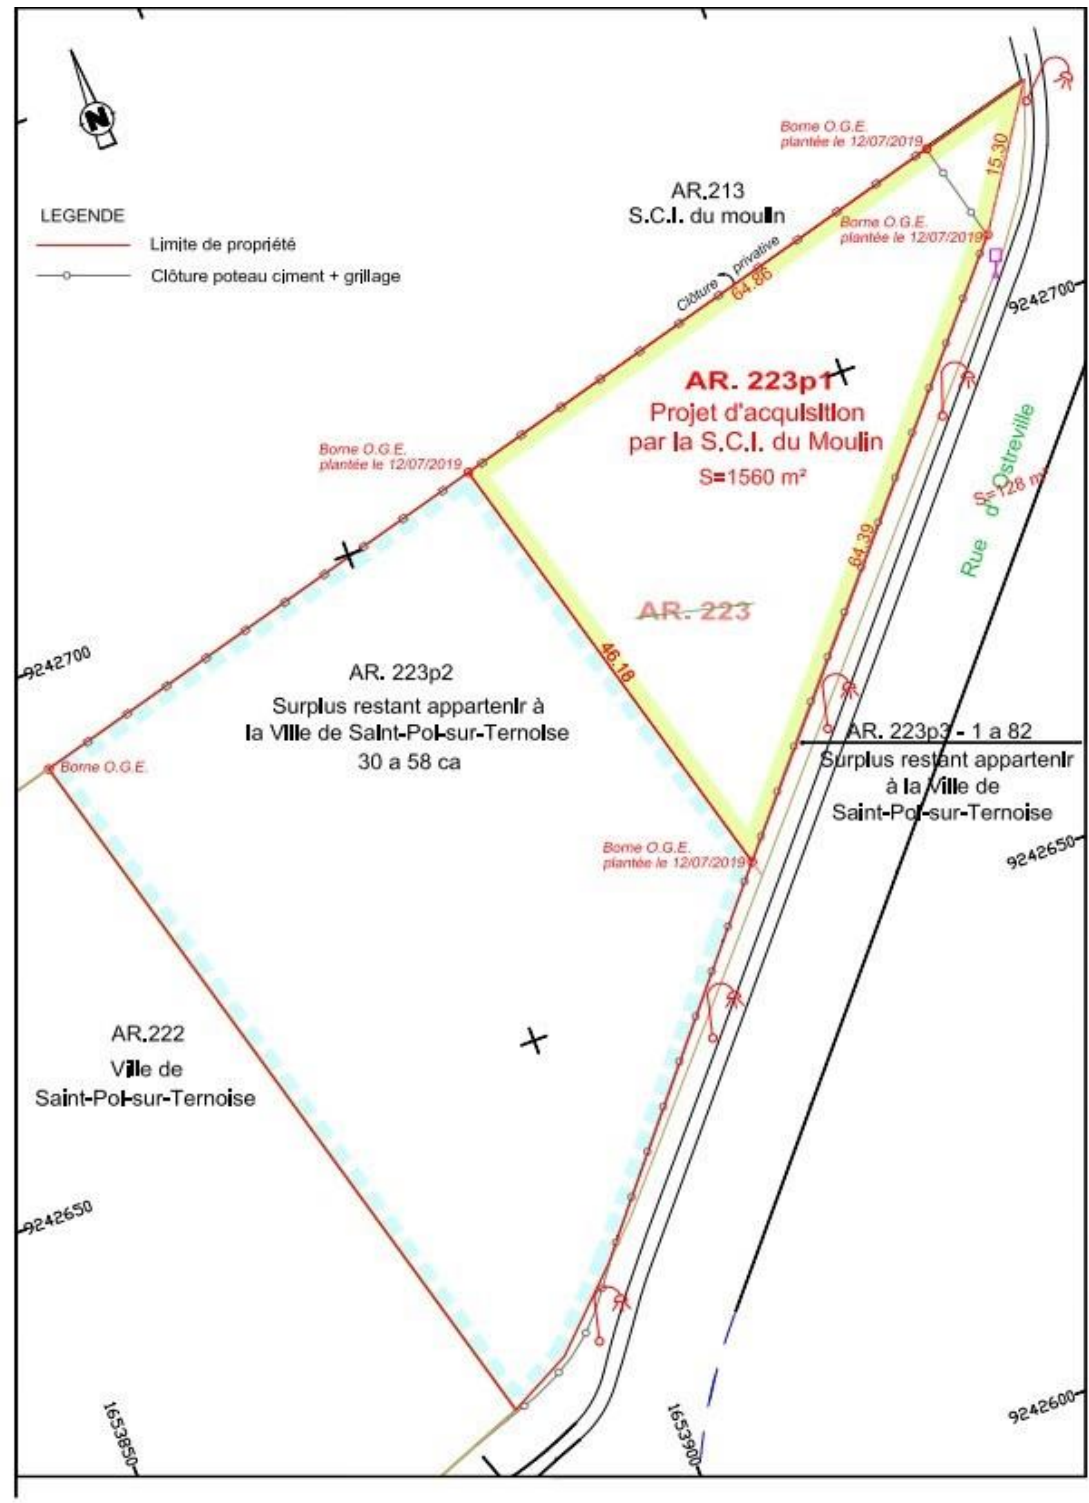 N
LEGENDE
Limite de propriété
Clôture poteau ciment + grillage
Borne O.G.E.
plantée le 12/07/2019
15.30
AR.213
S.C.I. du moulin
Borne O.G.E.
plantée le 12/07/2019
Clôture privative
64.86
9242700
AR. 223p1
Projet d'acquisition
par la S.C.I. du Moulin
S=1560 m²
Borne O.G.E.
plantée le 12/07/2019
Rue d'Ostreville
S=128 m²
64.39
AR. 223
46.18
9242700
AR. 223p2
Surplus restant appartenir à
la Ville de Saint-Pol-sur-Ternoise
30 a 58 ca
AR. 223p3 - 1 a 82
Surplus restant appartenir
à la Ville de
Saint-Pol-sur-Ternoise
Borne O.G.E.
Borne O.G.E.
plantée le 12/07/2019
9242650
AR.222
Ville de
Saint-Pol-sur-Ternoise
9242650
9242600
1653850
1653900